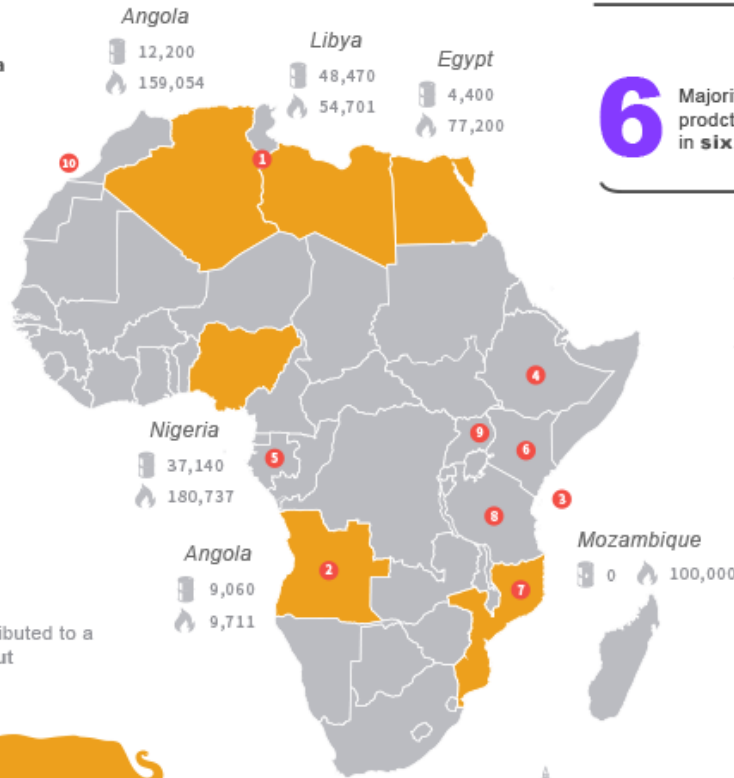 Angola
12,200
159,054
Libya
48,470
54,701
Egypt
4,400
77,200
a
6
Majori
prodct
in six
10
1
4
9
6
5
3
8
Nigeria
37,140
180,737
Angola
9,060
9,711
2
7
Mozambique
0 100,000
ibuted to a
ut